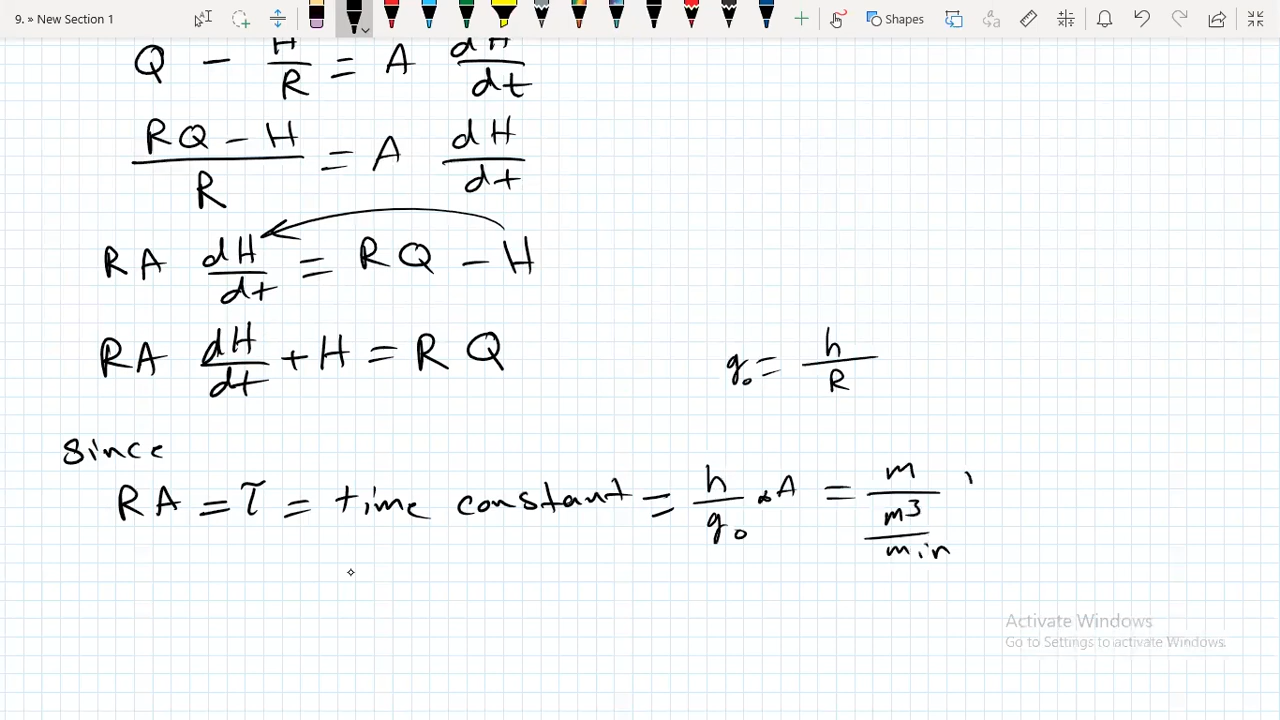 9. » New Section 1
Shapes
Q - H/R = A dH/dt
(RQ - H)/R = A dH/dt
RA dH/dt = RQ - H
RA dH/dt + H = R Q
q₀ = h/R
since
RA = τ = time constant = h/q₀ . A = m/(m³/min)
Activate Windows
Go to Settings to activate Windows.